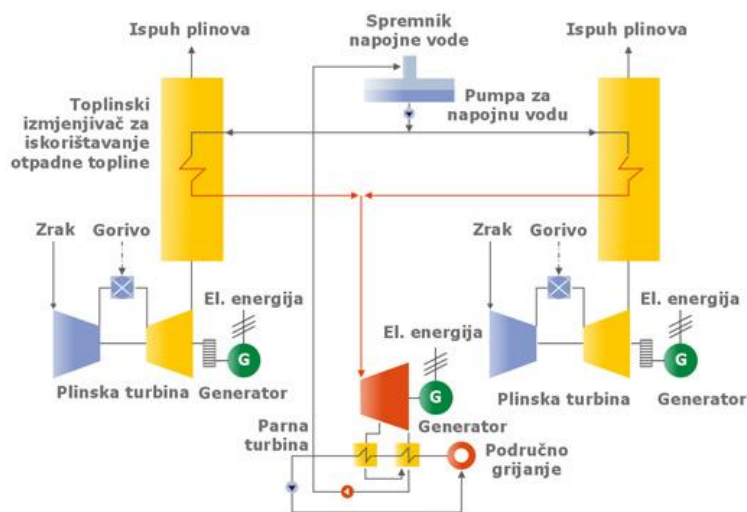 Ispuh plinova
Spremnik
napojne vode
Ispuh plinova
Toplinski
izmjenjivač za
iskorištavanje
otpadne topline
Pumpa za
napojnu vodu
Zrak
Gorivo
El. energija
G
Plinska turbina
Generator
Zrak
Gorivo
El. energija
G
Plinska turbina
Generator
El. energija
G
Generator
Parna
turbina
Područno
grijanje